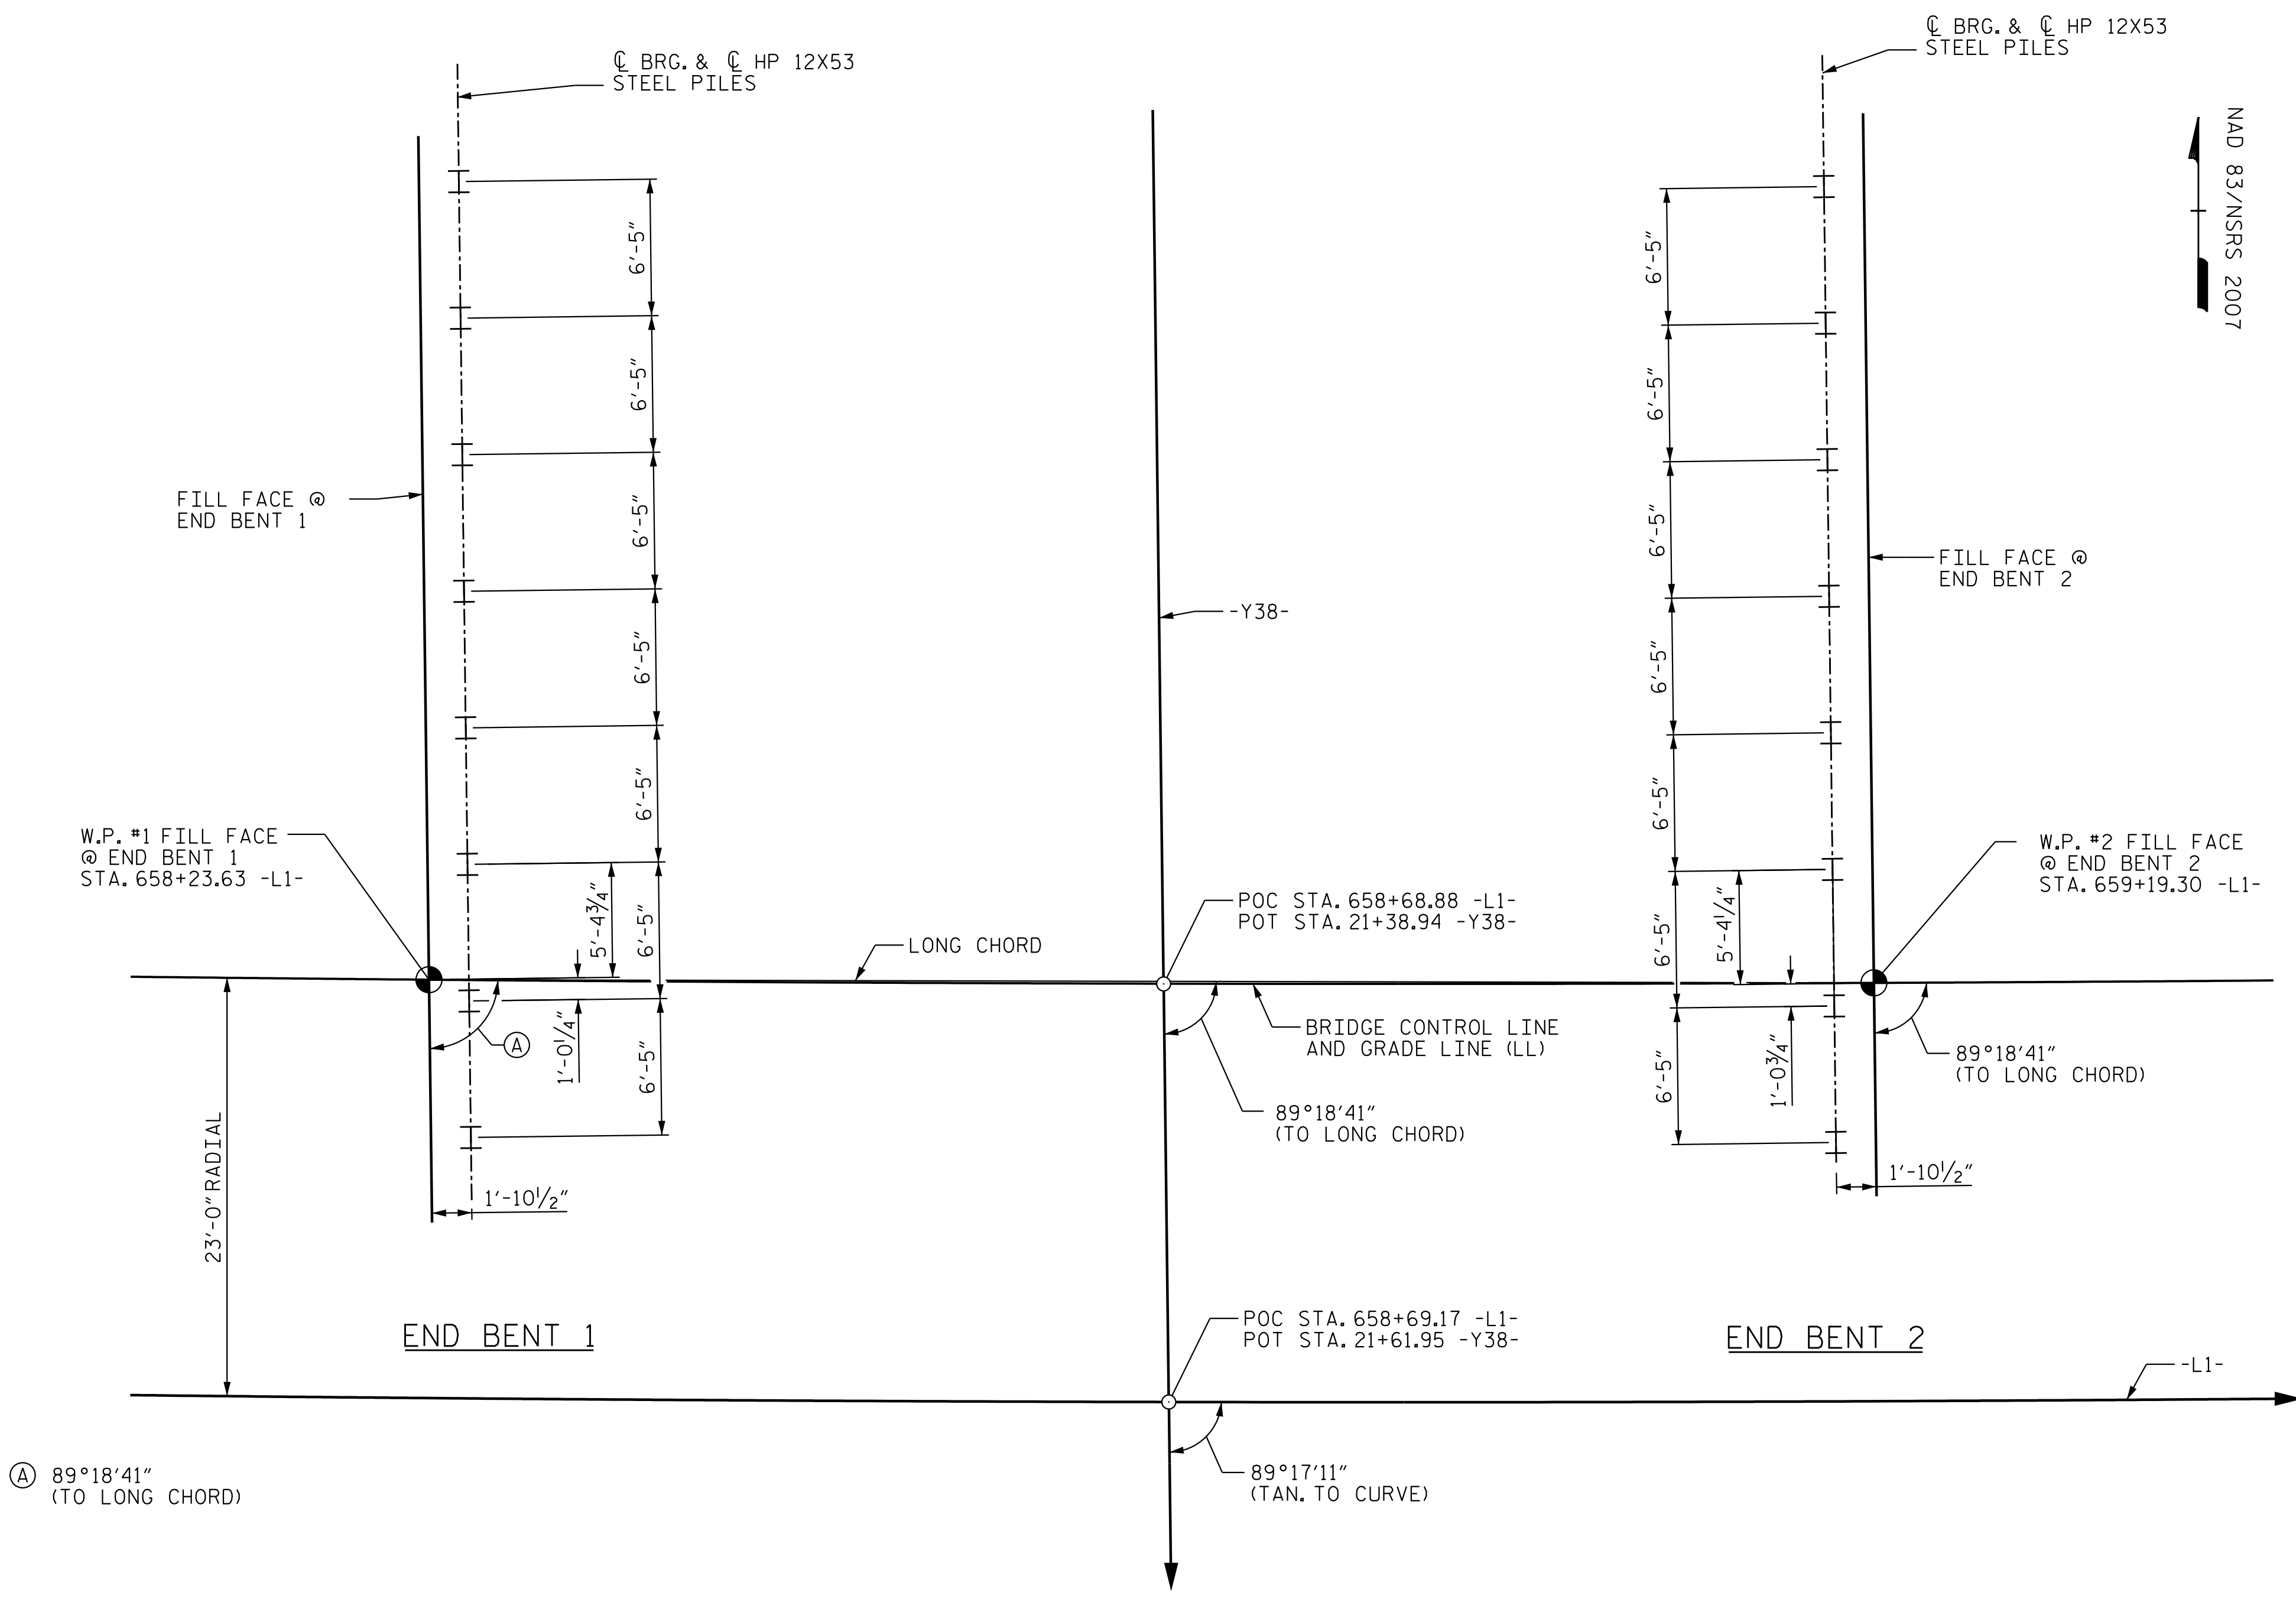 ℄ BRG. & ℄ HP 12X53
STEEL PILES
℄ BRG. & ℄ HP 12X53
STEEL PILES
NAD 83/NSRS 2007
6'-5"
6'-5"
6'-5"
6'-5"
6'-5"
6'-5"
6'-5"
5'-4¾"
1'-0¼"
6'-5"
6'-5"
6'-5"
6'-5"
6'-5"
6'-5"
6'-5"
5'-4¼"
1'-0¾"
FILL FACE @
END BENT 1
FILL FACE @
END BENT 2
-Y38-
W.P. #1 FILL FACE
@ END BENT 1
STA. 658+23.63 -L1-
W.P. #2 FILL FACE
@ END BENT 2
STA. 659+19.30 -L1-
POC STA. 658+68.88 -L1-
POT STA. 21+38.94 -Y38-
LONG CHORD
BRIDGE CONTROL LINE
AND GRADE LINE (LL)
A
89°18'41"
(TO LONG CHORD)
89°18'41"
(TO LONG CHORD)
23'-0" RADIAL
1'-10½"
1'-10½"
END BENT 1
END BENT 2
POC STA. 658+69.17 -L1-
POT STA. 21+61.95 -Y38-
-L1-
A 89°18'41"
(TO LONG CHORD)
89°17'11"
(TAN. TO CURVE)